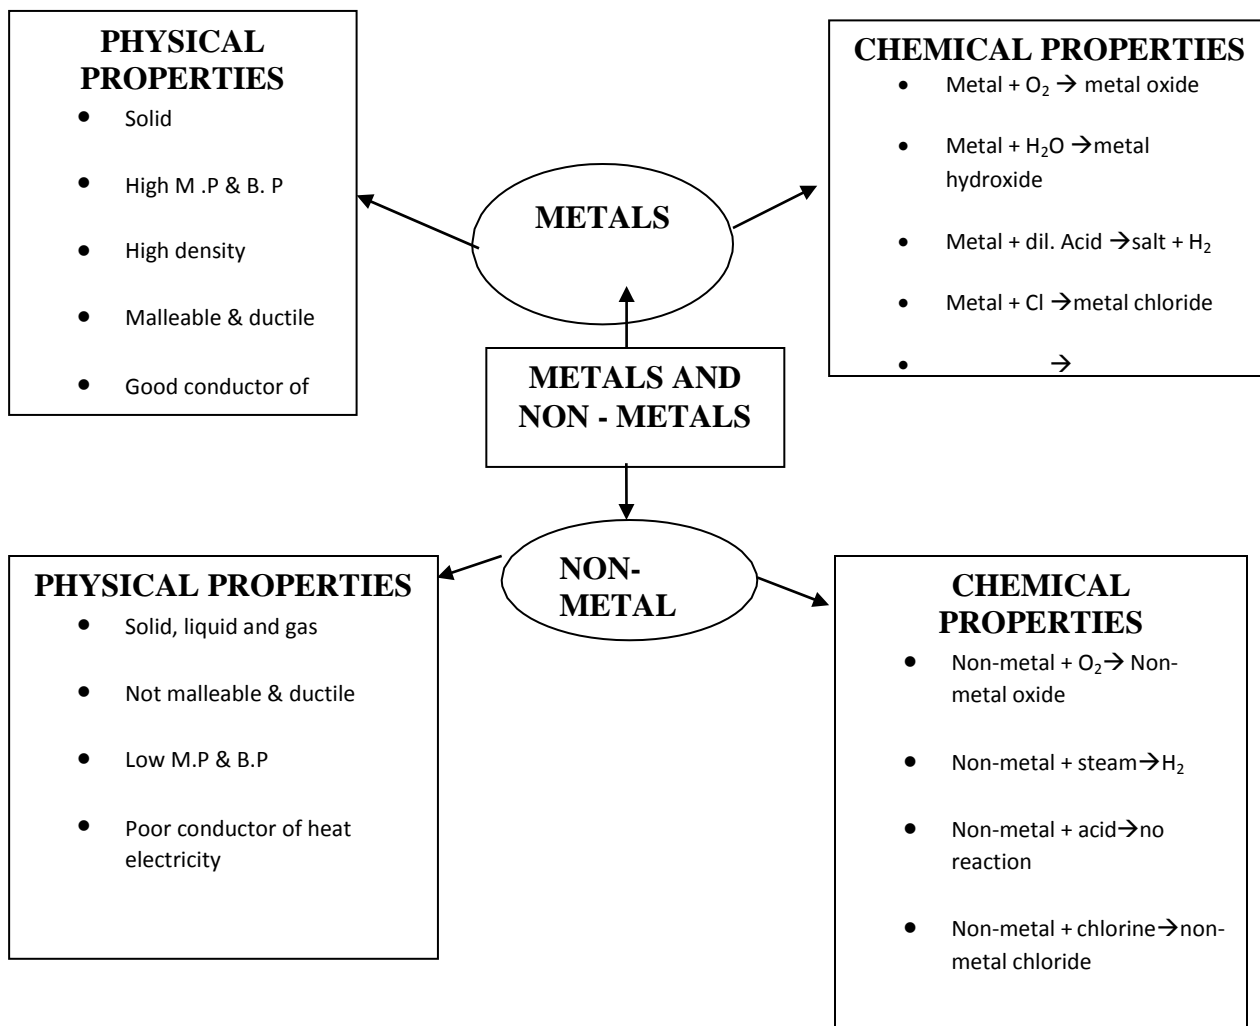 PHYSICAL
PROPERTIES
• Solid
• High M .P & B. P
• High density
• Malleable & ductile
• Good conductor of
CHEMICAL PROPERTIES
• Metal + O₂ → metal oxide
• Metal + H₂O →metal
hydroxide
• Metal + dil. Acid →salt + H₂
• Metal + Cl →metal chloride
• →
METALS
METALS AND
NON - METALS
NON-
METAL
PHYSICAL PROPERTIES
• Solid, liquid and gas
• Not malleable & ductile
• Low M.P & B.P
• Poor conductor of heat
electricity
CHEMICAL
PROPERTIES
• Non-metal + O₂→ Non-
metal oxide
• Non-metal + steam→H₂
• Non-metal + acid→no
reaction
• Non-metal + chlorine→non-
metal chloride